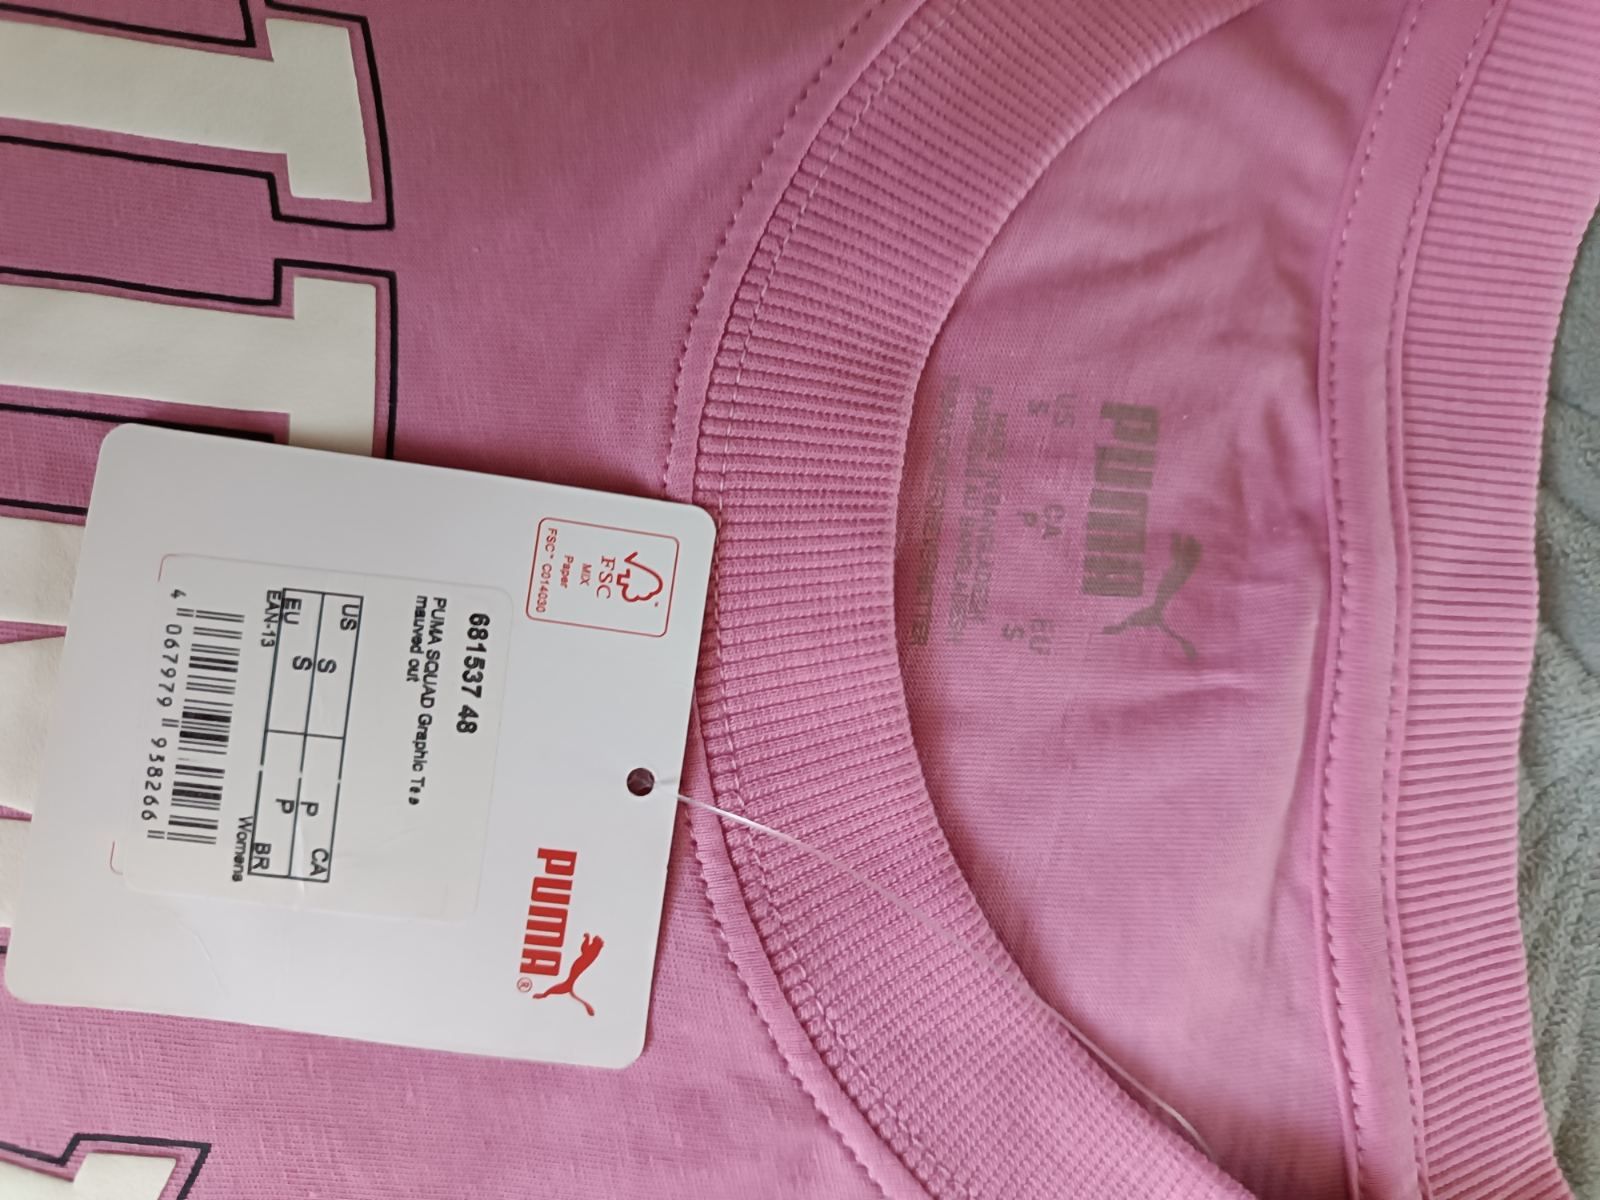 FSC
MIX
Paper
FSC® C014030
PUMA®
681537 48
PUMA SQUAD Graphic Tee
mauved out
US S P CA
EU S P BR
EAN-13 Womens
4 067979 938266
PUMA
US CA EU
S P S